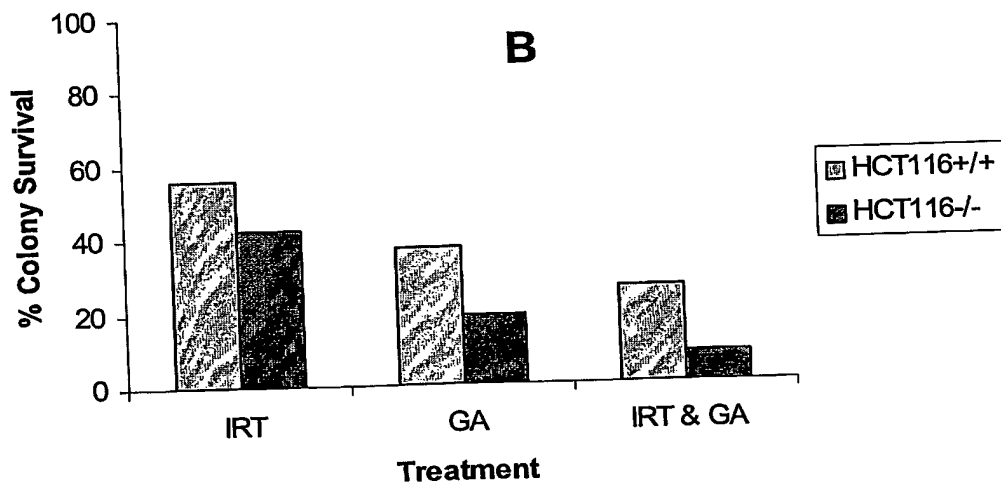 B
100
80
60
40
20
0
% Colony Survival
IRT
GA
IRT & GA
Treatment
HCT116+/+
HCT116-/-